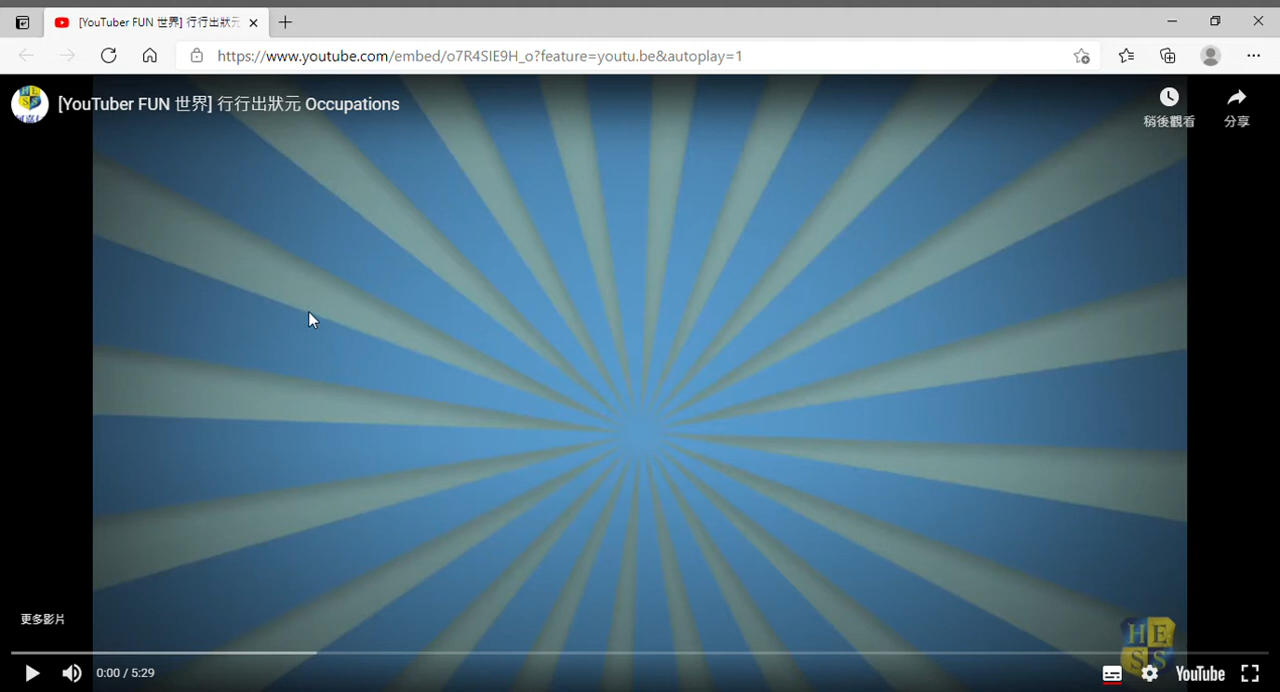 [YouTuber FUN 世界] 行行出狀元
https://www.youtube.com/embed/o7R4SIE9H_o?feature=youtu.be&autoplay=1
[YouTuber FUN 世界] 行行出狀元 Occupations
稍後觀看
分享
更多影片
HESS
0:00 / 5:29
YouTube